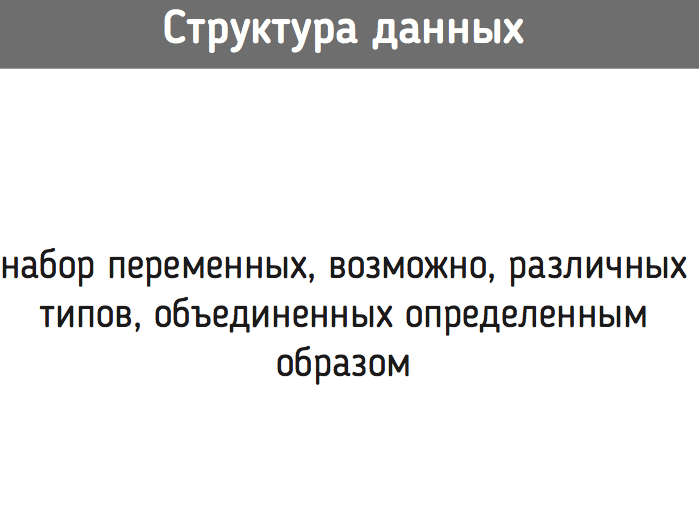 Структура данных
набор переменных, возможно, различных
типов, объединенных определенным
образом